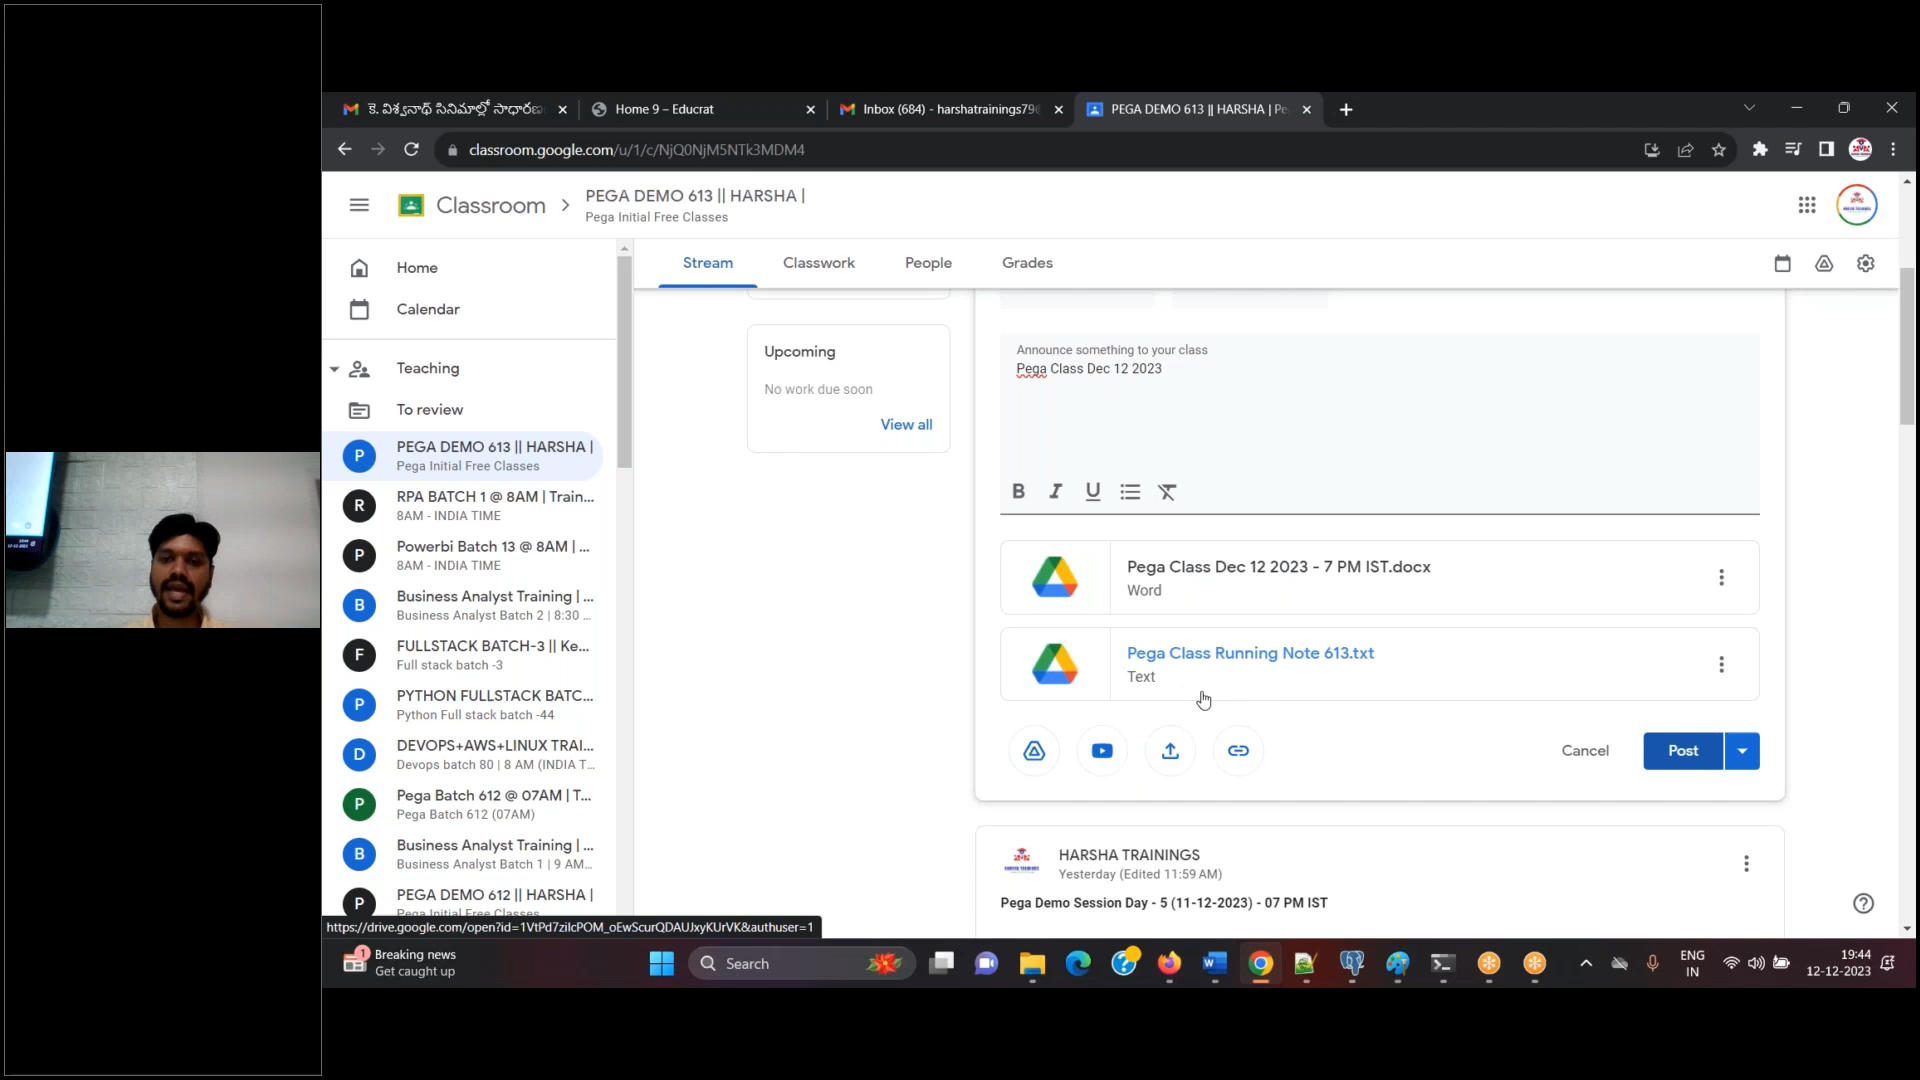 కె. విశ్వనాథ్ సినిమాల్లో సాధారణ
Home 9 – Educrat
Inbox (684) - harshatrainings79
PEGA DEMO 613 || HARSHA | Pe
classroom.google.com/u/1/c/NjQ0NjM5NTk3MDM4
Classroom
PEGA DEMO 613 || HARSHA |
Pega Initial Free Classes
Stream
Classwork
People
Grades
Home
Calendar
Teaching
To review
P
PEGA DEMO 613 || HARSHA |
Pega Initial Free Classes
R
RPA BATCH 1 @ 8AM | Train...
8AM - INDIA TIME
P
Powerbi Batch 13 @ 8AM | ...
8AM - INDIA TIME
B
Business Analyst Training | ...
Business Analyst Batch 2 | 8:30 ...
F
FULLSTACK BATCH-3 || Ke...
Full stack batch -3
P
PYTHON FULLSTACK BATC...
Python Full stack batch -44
D
DEVOPS+AWS+LINUX TRAI...
Devops batch 80 | 8 AM (INDIA T...
P
Pega Batch 612 @ 07AM | T...
Pega Batch 612 (07AM)
B
Business Analyst Training | ...
Business Analyst Batch 1 | 9 AM...
P
PEGA DEMO 612 || HARSHA |
Pega Initial Free Classes
Upcoming
No work due soon
View all
Announce something to your class
Pega Class Dec 12 2023
B I U
Pega Class Dec 12 2023 - 7 PM IST.docx
Word
Pega Class Running Note 613.txt
Text
Cancel
Post
HARSHA TRAININGS
Yesterday (Edited 11:59 AM)
Pega Demo Session Day - 5 (11-12-2023) - 07 PM IST
https://drive.google.com/open?id=1VtPd7zilcPOM_oEwScurQDAUJxyKUrVK&authuser=1
1
Breaking news
Get caught up
Search
ENG
IN
19:44
12-12-2023